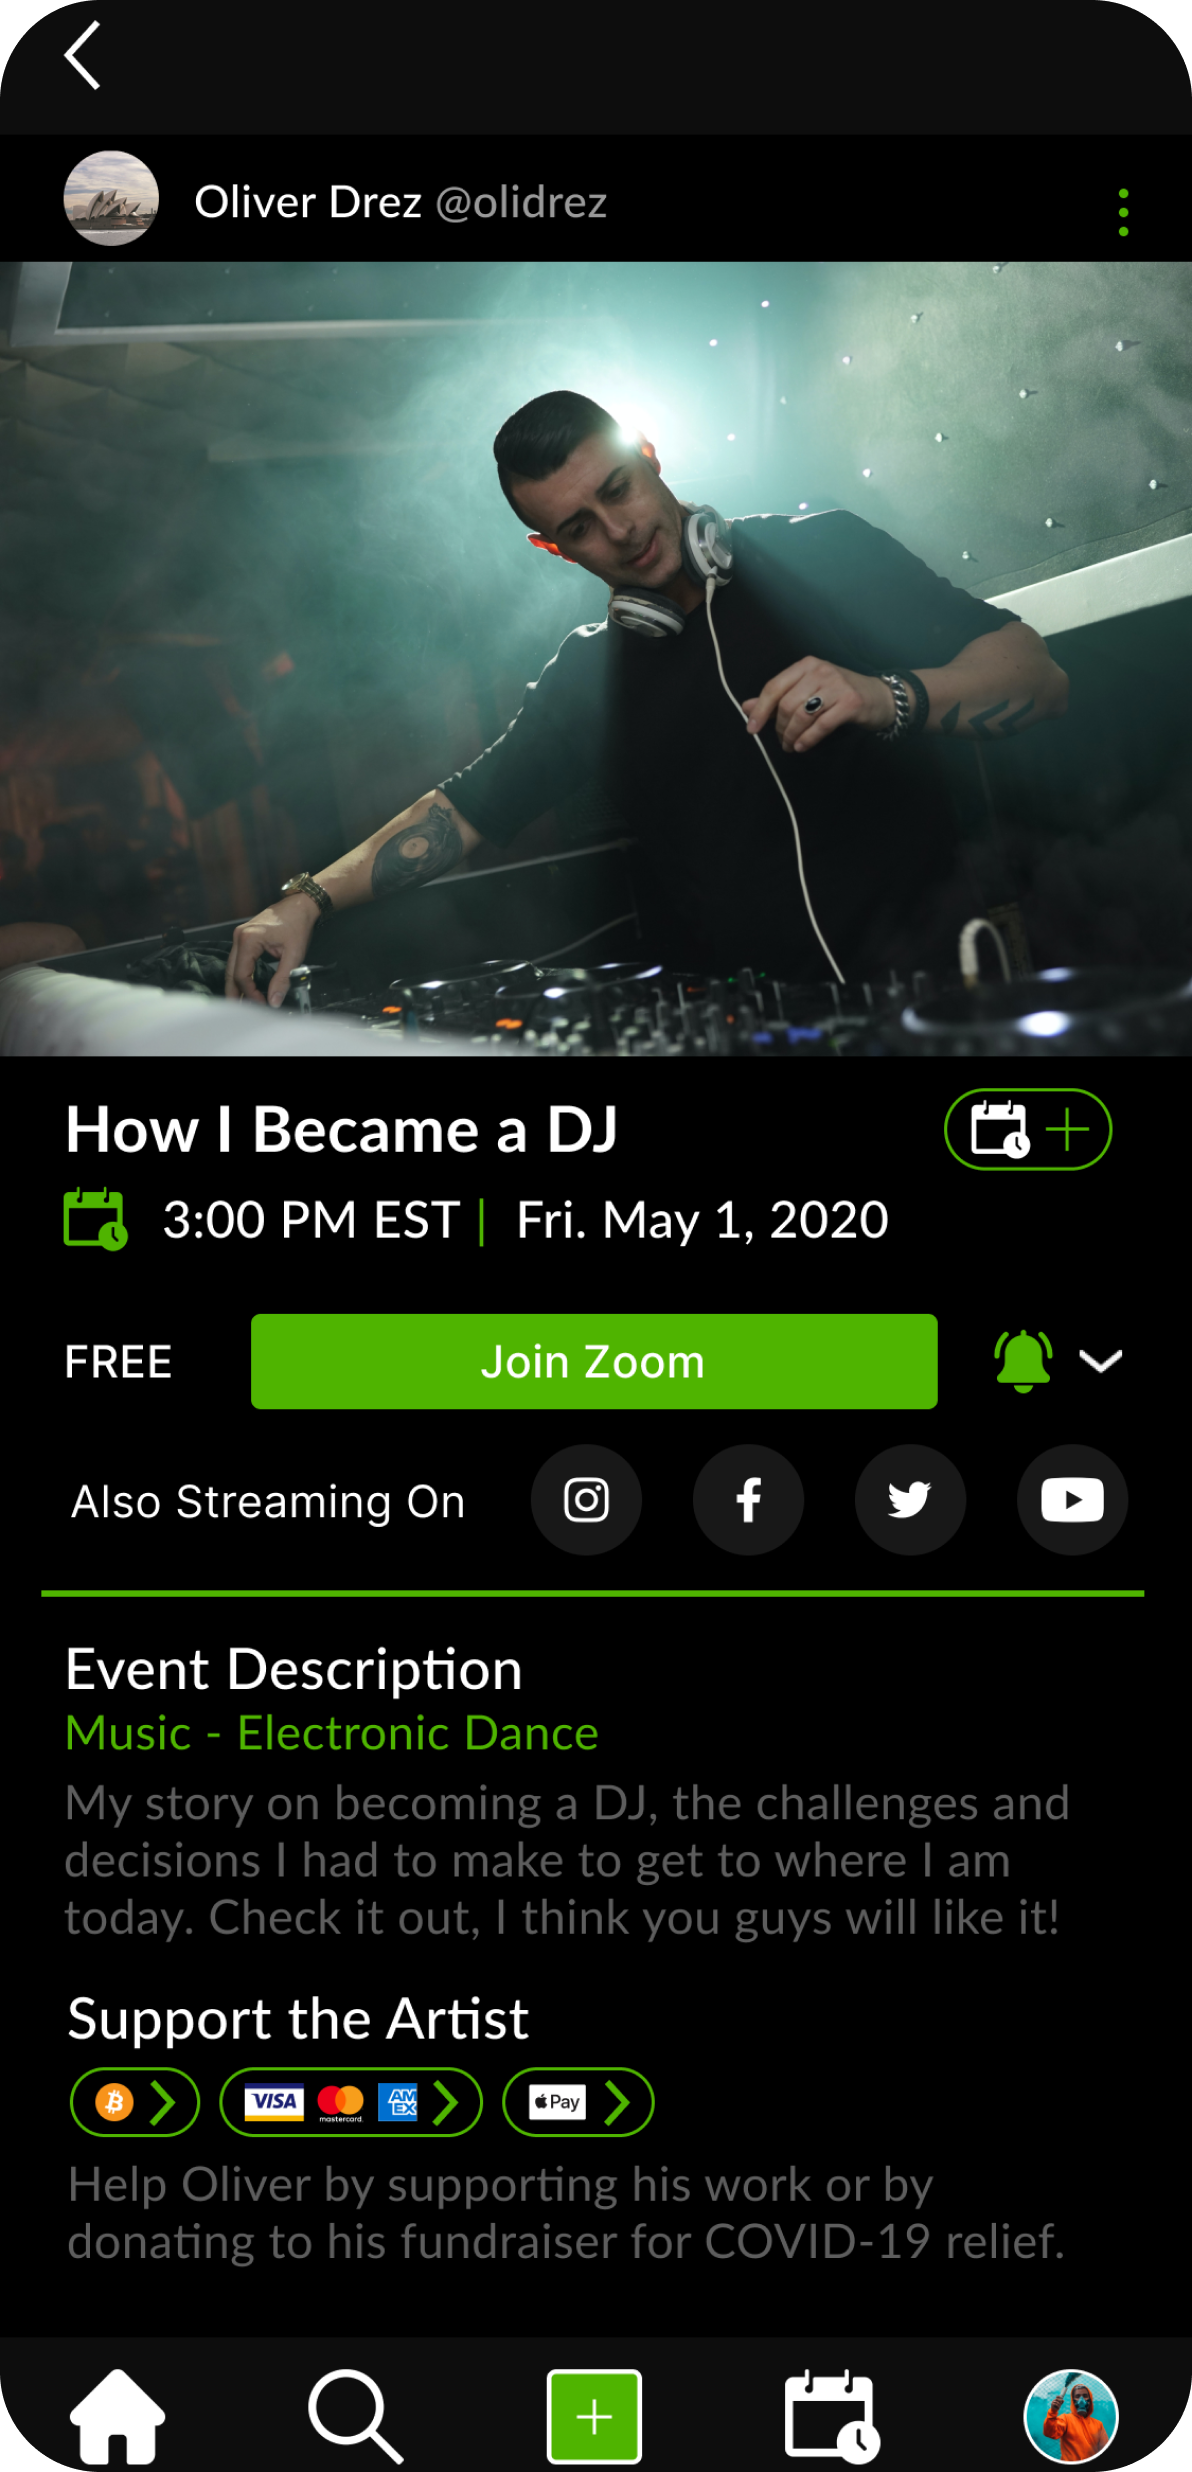 Oliver Drez @olidrez
How I Became a DJ
3:00 PM EST | Fri. May 1, 2020
FREE
Join Zoom
Also Streaming On
Event Description
Music - Electronic Dance
My story on becoming a DJ, the challenges and
decisions I had to make to get to where I am
today. Check it out, I think you guys will like it!
Support the Artist
VISA mastercard. AMEX Pay
Help Oliver by supporting his work or by
donating to his fundraiser for COVID-19 relief.